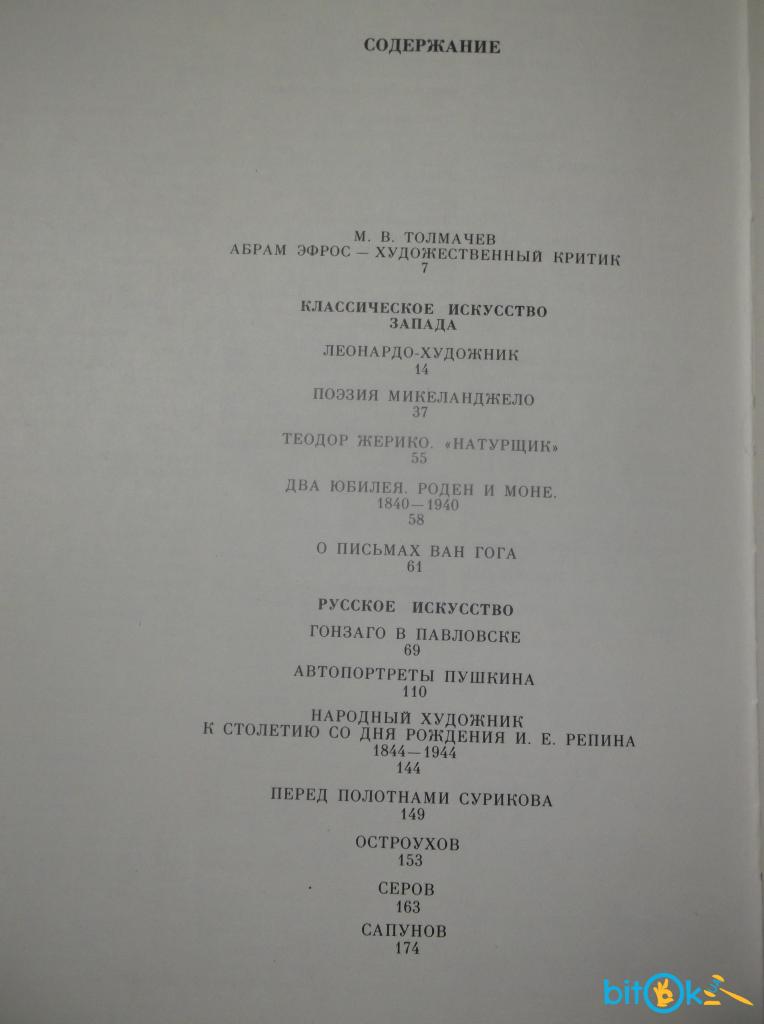 СОДЕРЖАНИЕ
М. В. ТОЛМАЧЕВ
АБРАМ ЭФРОС — ХУДОЖЕСТВЕННЫЙ КРИТИК
7
КЛАССИЧЕСКОЕ ИСКУССТВО
ЗАПАДА
ЛЕОНАРДО-ХУДОЖНИК
14
ПОЭЗИЯ МИКЕЛАНДЖЕЛО
37
ТЕОДОР ЖЕРИКО. «НАТУРЩИК»
55
ДВА ЮБИЛЕЯ. РОДЕН И МОНЕ.
1840—1940
58
О ПИСЬМАХ ВАН ГОГА
61
РУССКОЕ ИСКУССТВО
ГОНЗАГО В ПАВЛОВСКЕ
69
АВТОПОРТРЕТЫ ПУШКИНА
110
НАРОДНЫЙ ХУДОЖНИК
К СТОЛЕТИЮ СО ДНЯ РОЖДЕНИЯ И. Е. РЕПИНА
1844—1944
144
ПЕРЕД ПОЛОТНАМИ СУРИКОВА
149
ОСТРОУХОВ
153
СЕРОВ
163
САПУНОВ
174
bitOk